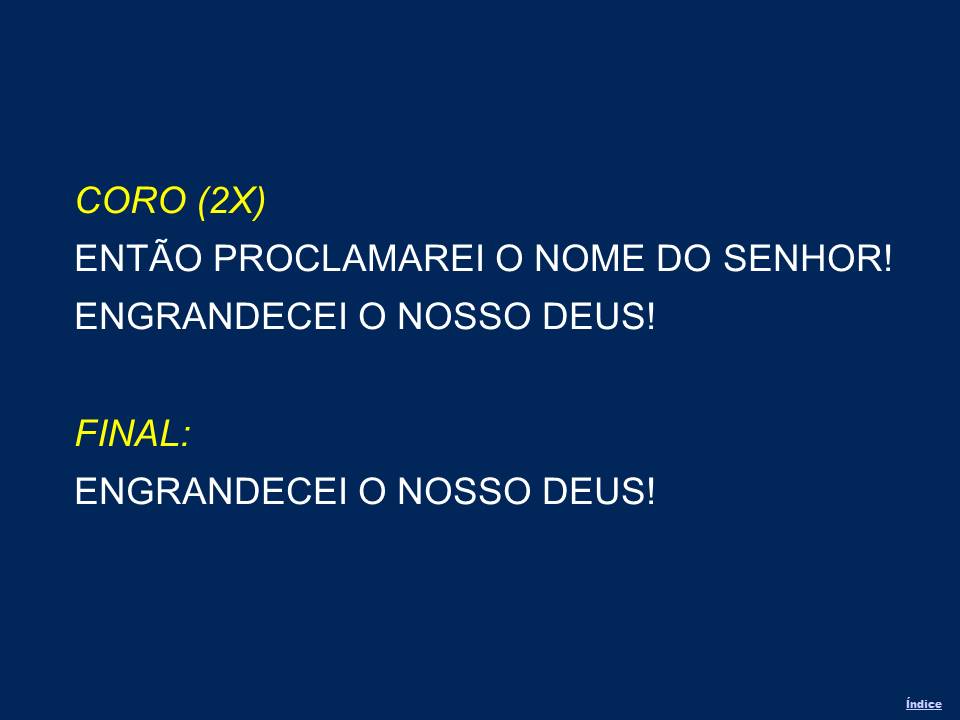 CORO (2X)
ENTÃO PROCLAMAREI O NOME DO SENHOR!
ENGRANDECEI O NOSSO DEUS!
FINAL:
ENGRANDECEI O NOSSO DEUS!
Índice